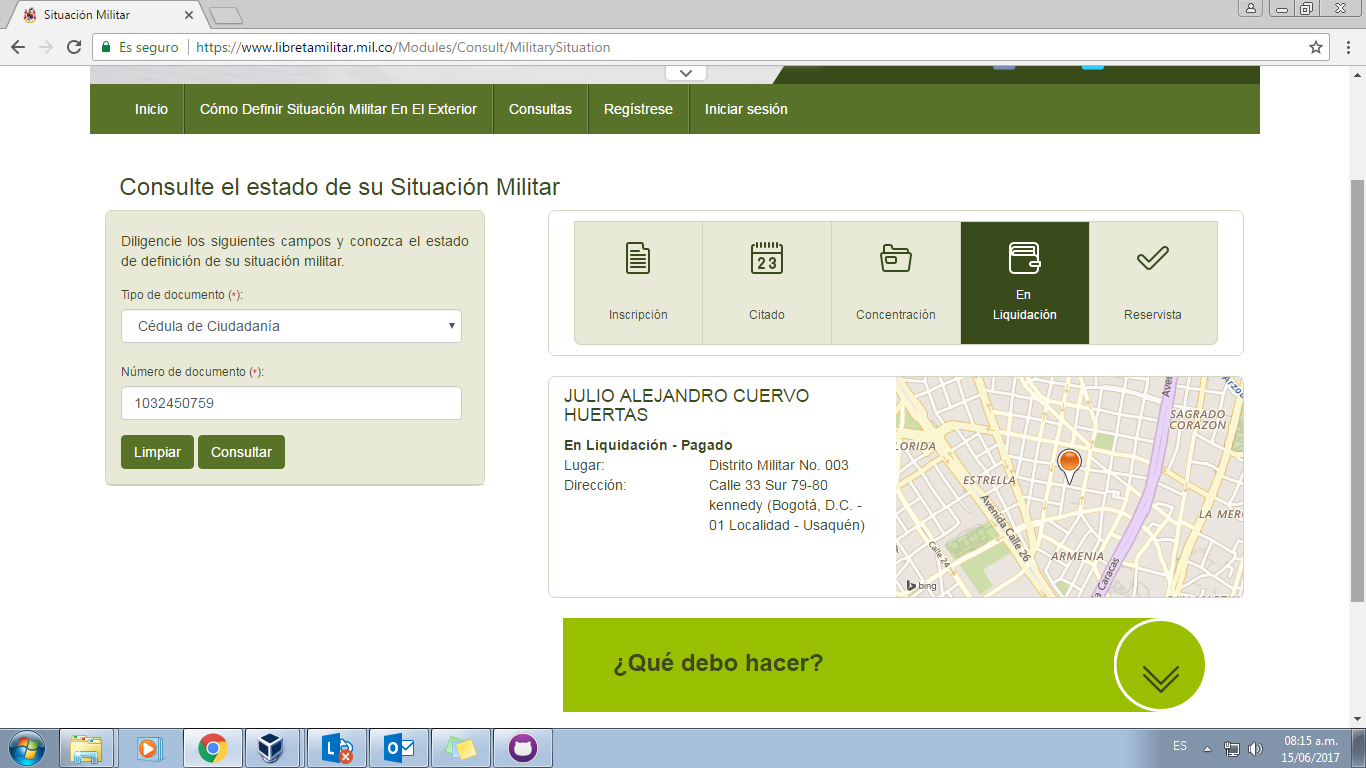 Situación Militar
Es seguro
https://www.libretamilitar.mil.co/Modules/Consult/MilitarySituation
Inicio
Cómo Definir Situación Militar En El Exterior
Consultas
Regístrese
Iniciar sesión
Consulte el estado de su Situación Militar
Diligencie los siguientes campos y conozca el estado
de definición de su situación militar.
Tipo de documento (*):
Cédula de Ciudadanía
Número de documento (*):
1032450759
Limpiar
Consultar
Inscripción
23
Citado
Concentración
En
Liquidación
Reservista
JULIO ALEJANDRO CUERVO
HUERTAS
En Liquidación - Pagado
Lugar:
Distrito Militar No. 003
Dirección:
Calle 33 Sur 79-80
kennedy (Bogotá, D.C. -
01 Localidad - Usaquén)
SAGRADO
CORAZON
LORIDA
ESTRELLA
Avenida Calle 26
LA MERC
ARMENIA
Calle 24
a Caracas
bing
¿Qué debo hacer?
ES
08:15 a.m.
15/06/2017